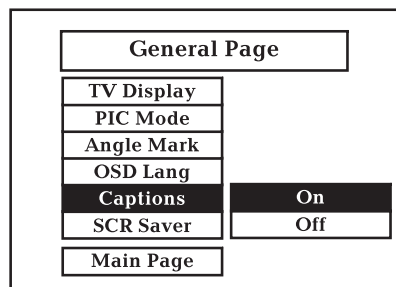 General Page
TV Display
PIC Mode
Angle Mark
OSD Lang
Captions On
SCR Saver Off
Main Page